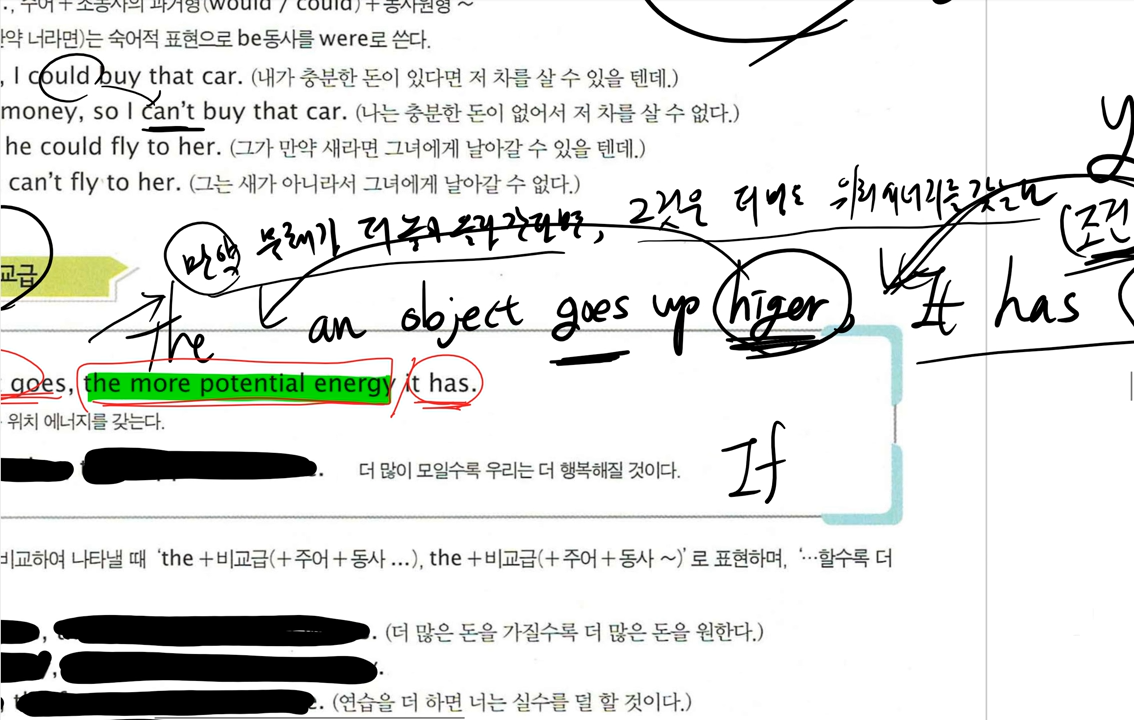 ., 주어+조동사의 과거형(would / could)+동사원형 ~
만약 너라면)는 숙어적 표현으로 be동사를 were로 쓴다.
, I could buy that car. (내가 충분한 돈이 있다면 저 차를 살 수 있을 텐데.)
money, so I can't buy that car. (나는 충분한 돈이 없어서 저 차를 살 수 없다.)
he could fly to her. (그가 만약 새라면 그녀에게 날아갈 수 있을 텐데.)
can't fly to her. (그는 새가 아니라서 그녀에게 날아갈 수 없다.)
만약 물체가 더 높이 올라간다면, 그것은 더 많은 위치에너지를 갖는다
(조건
교급
The an object goes up higer, It has
goes, the more potential energy it has.
위치 에너지를 갖는다.
더 많이 모일수록 우리는 더 행복해질 것이다.
If
비교하여 나타낼 때 'the+비교급(+주어+동사 ...), the+비교급(+주어+동사 ~)'로 표현하며, '…할수록 더
, . (더 많은 돈을 가질수록 더 많은 돈을 원한다.)
, .
. (연습을 더 하면 너는 실수를 덜 할 것이다.)